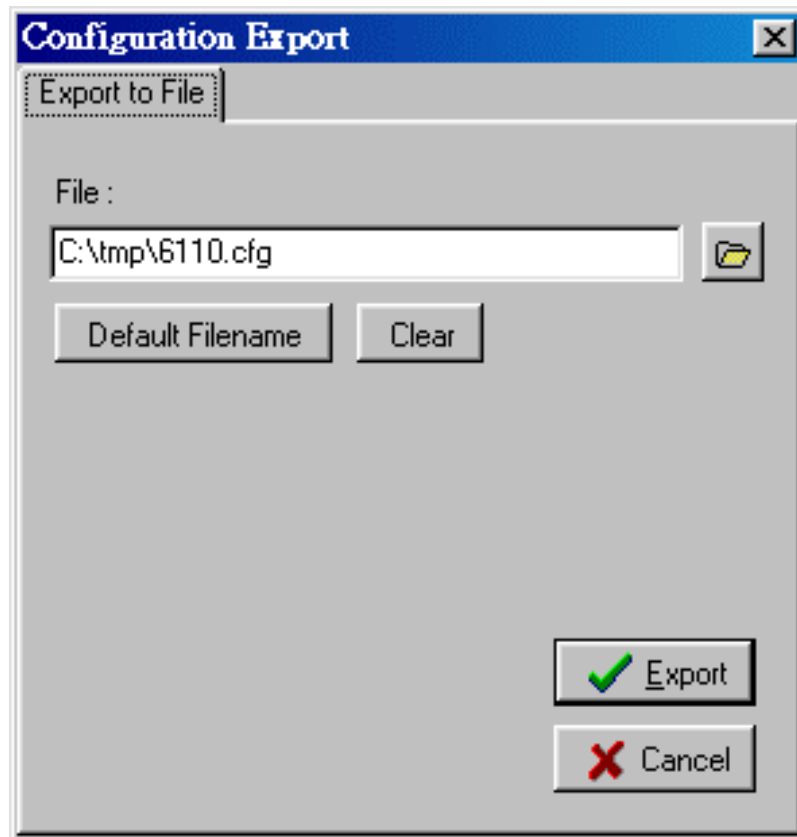 Configuration Export
Export to File
File :
C:\tmp\6110.cfg
Default Filename
Clear
Export
Cancel